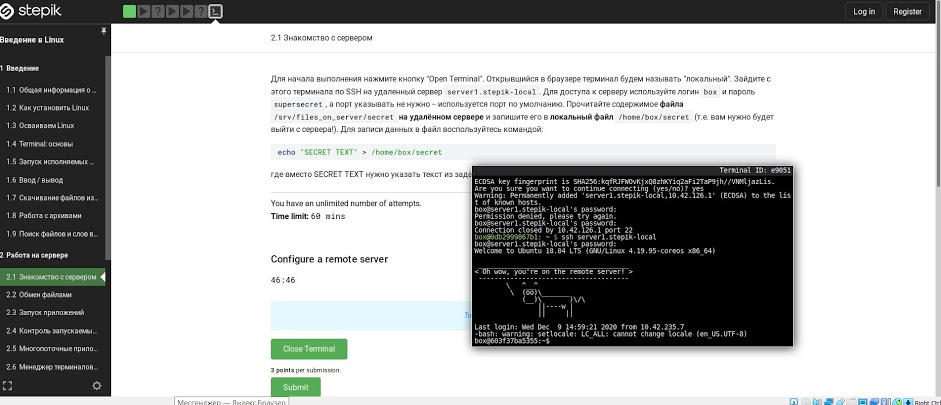 stepik
Log in
Register
Введение в Linux
2.1 Знакомство с сервером
1 Введение
1.1 Общая информация о ...
1.2 Как установить Linux
1.3 Осваиваем Linux
1.4 Terminal: основы
1.5 Запуск исполняемых ...
1.6 Ввод / вывод
1.7 Скачивание файлов из...
1.8 Работа с архивами
1.9 Поиск файлов и слов в...
2 Работа на сервере
2.1 Знакомство с сервером
2.2 Обмен файлами
2.3 Запуск приложений
2.4 Контроль запускаемы...
2.5 Многопоточные прило...
2.6 Менеджер терминалов...
Для начала выполнения нажмите кнопку "Open Terminal". Открывшийся в браузере терминал будем называть "локальный". Зайдите с
этого терминала по SSH на удаленный сервер server1.stepik-local . Для доступа к серверу используйте логин box и пароль
supersecret , а порт указывать не нужно – используется порт по умолчанию. Прочитайте содержимое файла
/srv/files_on_server/secret на удалённом сервере и запишите его в локальный файл /home/box/secret (т.е. вам нужно будет
выйти с сервера!). Для записи данных в файл воспользуйтесь командой:
echo "SECRET TEXT" > /home/box/secret
где вместо SECRET TEXT нужно указать текст из зада
You have an unlimited number of attempts.
Time limit: 60 mins
Configure a remote server
46:46
To
Close Terminal
3 points per submission.
Submit
Terminal ID: e9051
ECDSA key fingerprint is
Are you sure you want to continue connecting (yes/no)? yes
Warning: Permanently added 'server1.stepik-local,10.42.126.1' (ECDSA) to the lis
t of known hosts.
box@server1.stepik-local's password:
Permission denied, please try again.
box@server1.stepik-local's password:
Connection closed by 10.42.126.1 port 22
box@0db2999867b1: ~ $ ssh server1.stepik-local
box@server1.stepik-local's password:
Welcome to Ubuntu 18.04 LTS (GNU/Linux 4.19.95-coreos x86_64)
< Oh wow, you're on the remote server! >
Last login: Wed Dec 9 14:59:21 2020 from 10.42.235.7
-bash: warning: setlocale: LC_ALL: cannot change locale (en_US.UTF-8)
box@603f37ba5355:~$
Мессенджер — Яндекс.Браузер
Right Ctrl